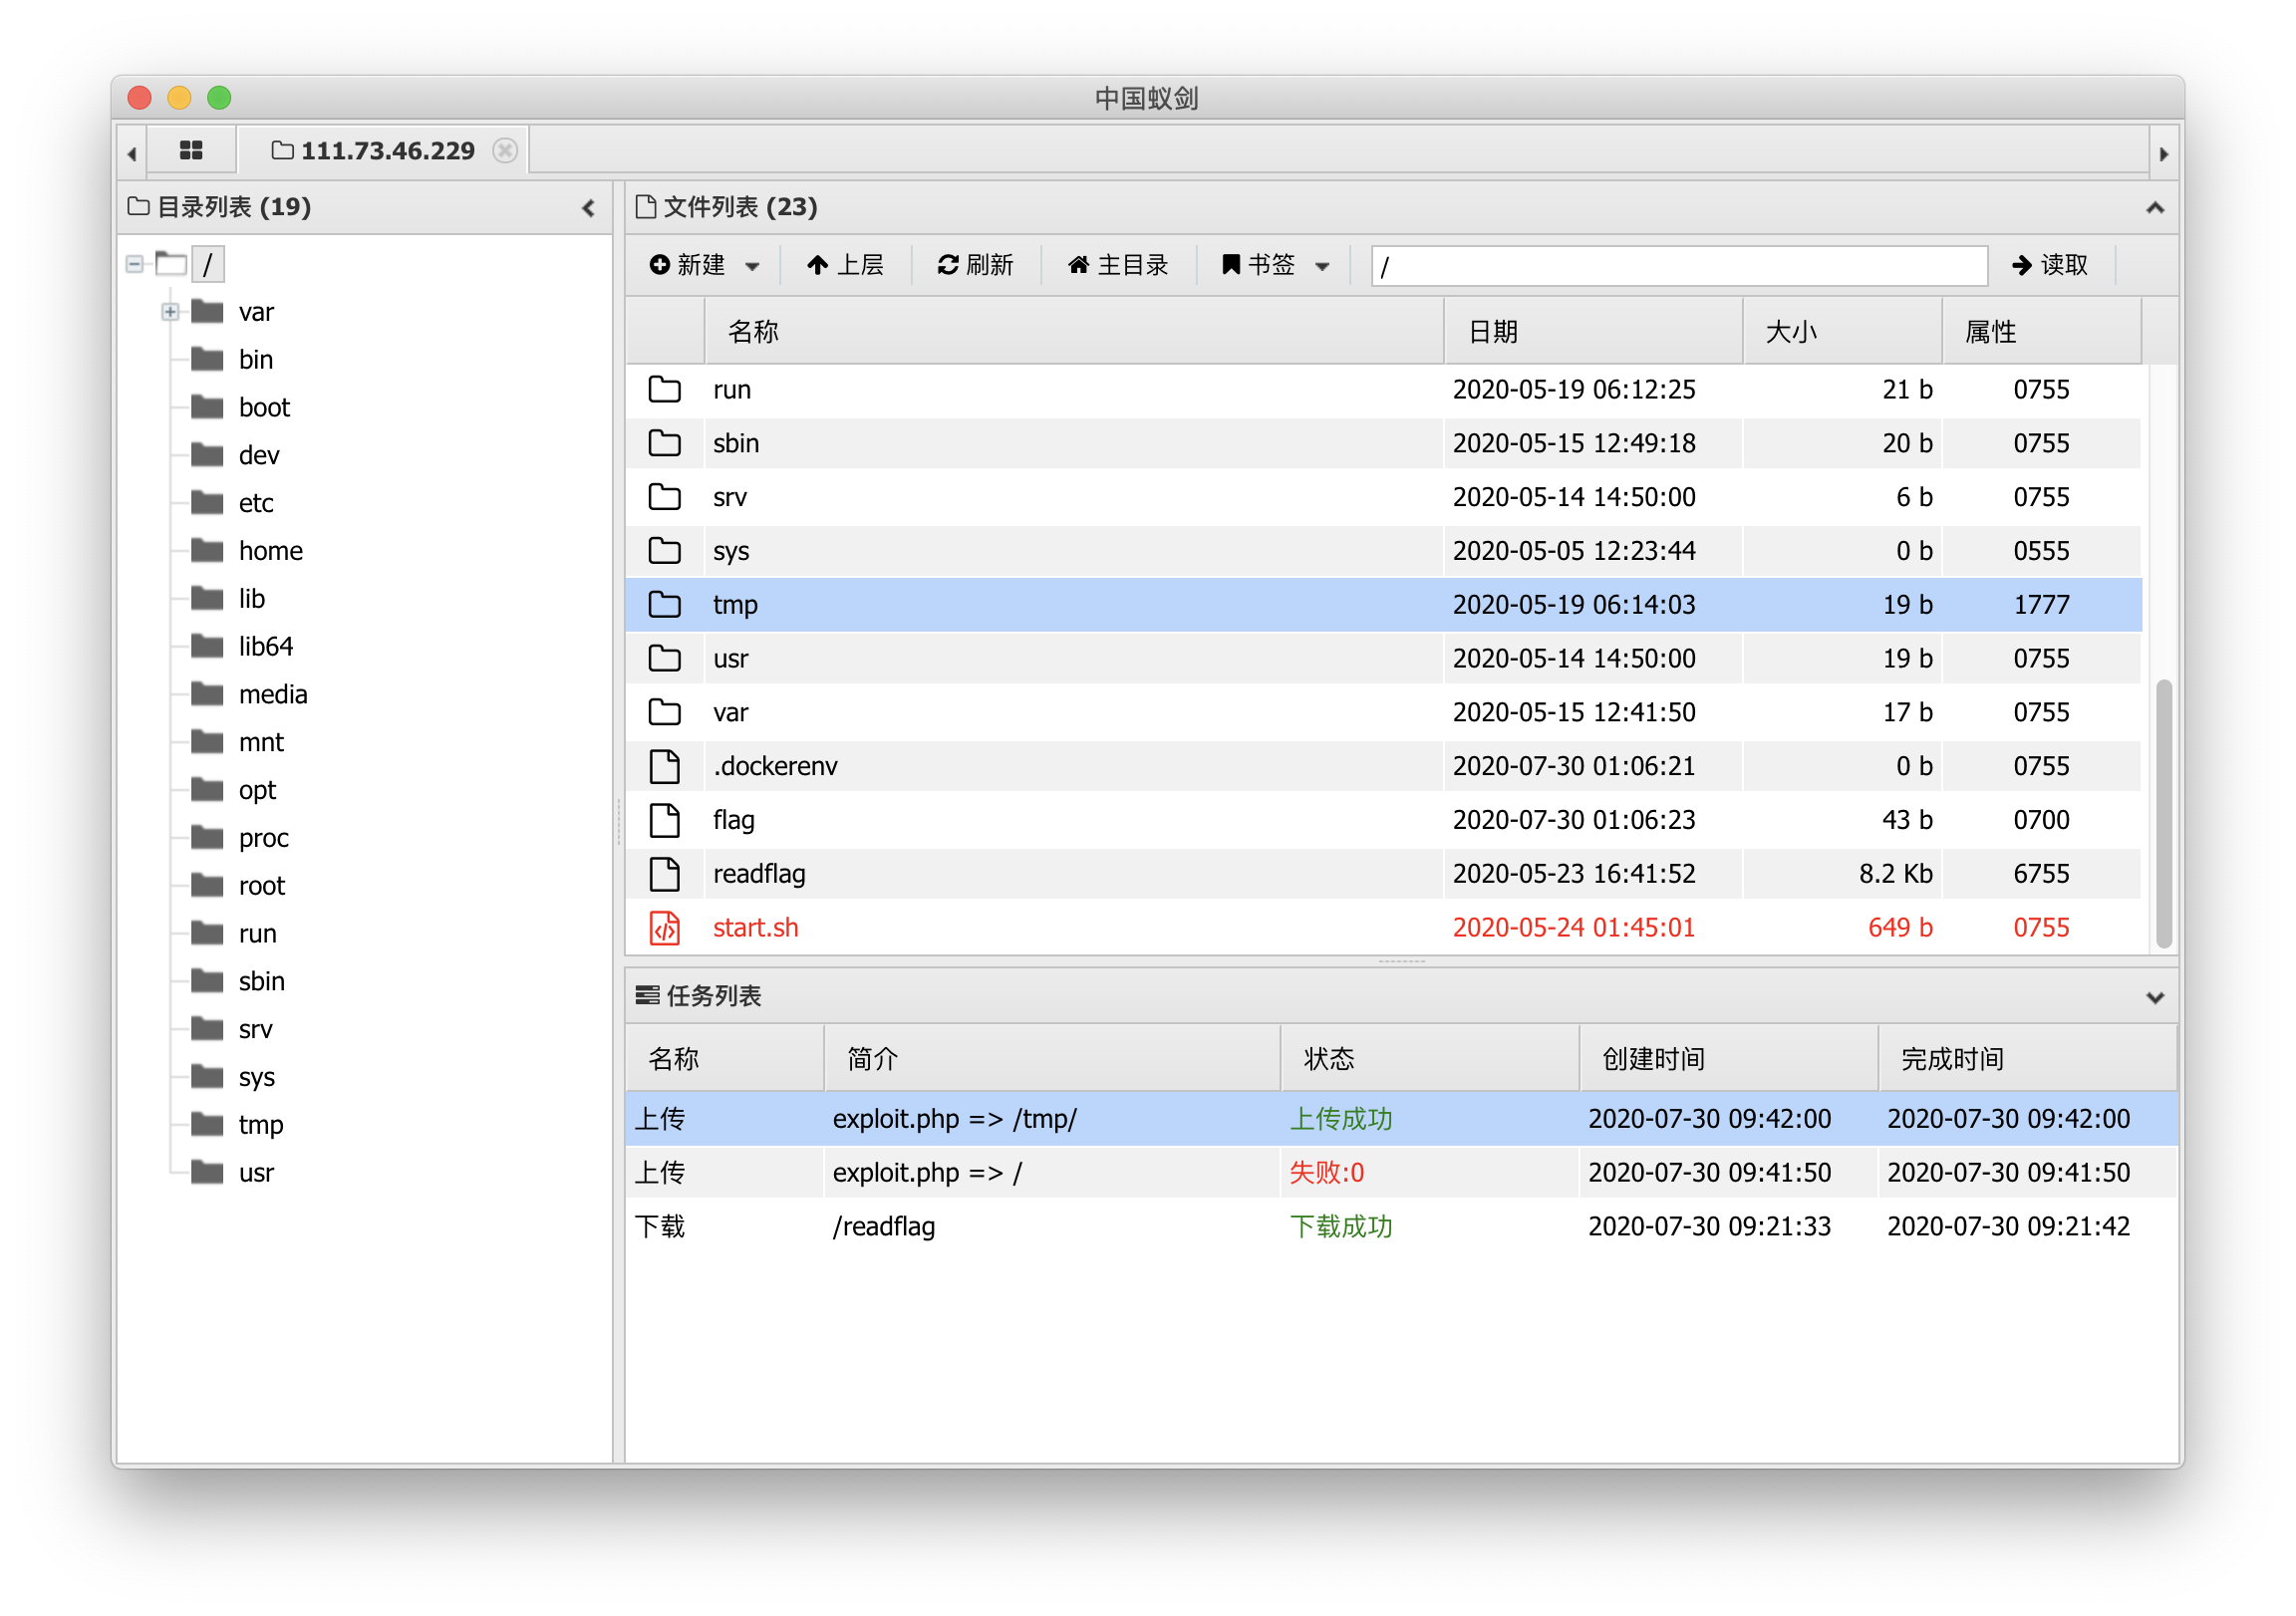 中国蚁剑
111.73.46.229
目录列表 (19)
/
var
bin
boot
dev
etc
home
lib
lib64
media
mnt
opt
proc
root
run
sbin
srv
sys
tmp
usr
文件列表 (23)
新建 上层 刷新 主目录 书签 / 读取
名称 日期 大小 属性
run 2020-05-19 06:12:25 21 b 0755
sbin 2020-05-15 12:49:18 20 b 0755
srv 2020-05-14 14:50:00 6 b 0755
sys 2020-05-05 12:23:44 0 b 0555
tmp 2020-05-19 06:14:03 19 b 1777
usr 2020-05-14 14:50:00 19 b 0755
var 2020-05-15 12:41:50 17 b 0755
.dockerenv 2020-07-30 01:06:21 0 b 0755
flag 2020-07-30 01:06:23 43 b 0700
readflag 2020-05-23 16:41:52 8.2 Kb 6755
start.sh 2020-05-24 01:45:01 649 b 0755
任务列表
名称 简介 状态 创建时间 完成时间
上传 exploit.php => /tmp/ 上传成功 2020-07-30 09:42:00 2020-07-30 09:42:00
上传 exploit.php => / 失败:0 2020-07-30 09:41:50 2020-07-30 09:41:50
下载 /readflag 下载成功 2020-07-30 09:21:33 2020-07-30 09:21:42